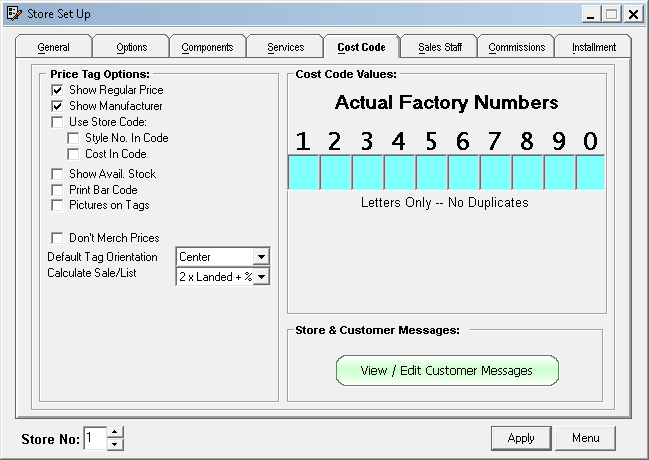 Store Set Up
General Options Components Services Cost Code Sales Staff Commissions Installment
Price Tag Options:
Show Regular Price
Show Manufacturer
Use Store Code:
Style No. In Code
Cost In Code
Show Avail. Stock
Print Bar Code
Pictures on Tags
Don't Merch Prices
Default Tag Orientation Center
Calculate Sale/List 2 x Landed + %
Cost Code Values:
Actual Factory Numbers
1 2 3 4 5 6 7 8 9 0
Letters Only -- No Duplicates
Store & Customer Messages:
View / Edit Customer Messages
Store No: 1
Apply Menu